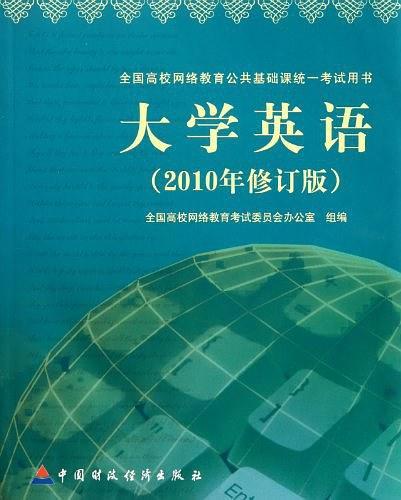 全国高校网络教育公共基础课统一考试用书
大学英语
（2010年修订版）
全国高校网络教育考试委员会办公室 组编
中国财政经济出版社